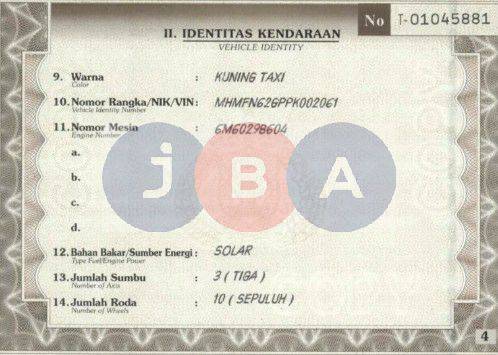 No T-01045881
II. IDENTITAS KENDARAAN
VEHICLE IDENTITY
9. Warna : KUNING TAXI
Color
10. Nomor Rangka/NIK/VIN: MHMFN62GPPK002061
Vehicle Identity Number
11. Nomor Mesin : 6M60298604
Engine Number
a.
b.
c.
d.
JBA
12. Bahan Bakar/Sumber Energi : SOLAR
Type Fuel/Engine Power
13. Jumlah Sumbu : 3 ( TIGA )
Number of Axis
14. Jumlah Roda : 10 ( SEPULUH )
Number of Wheels
4